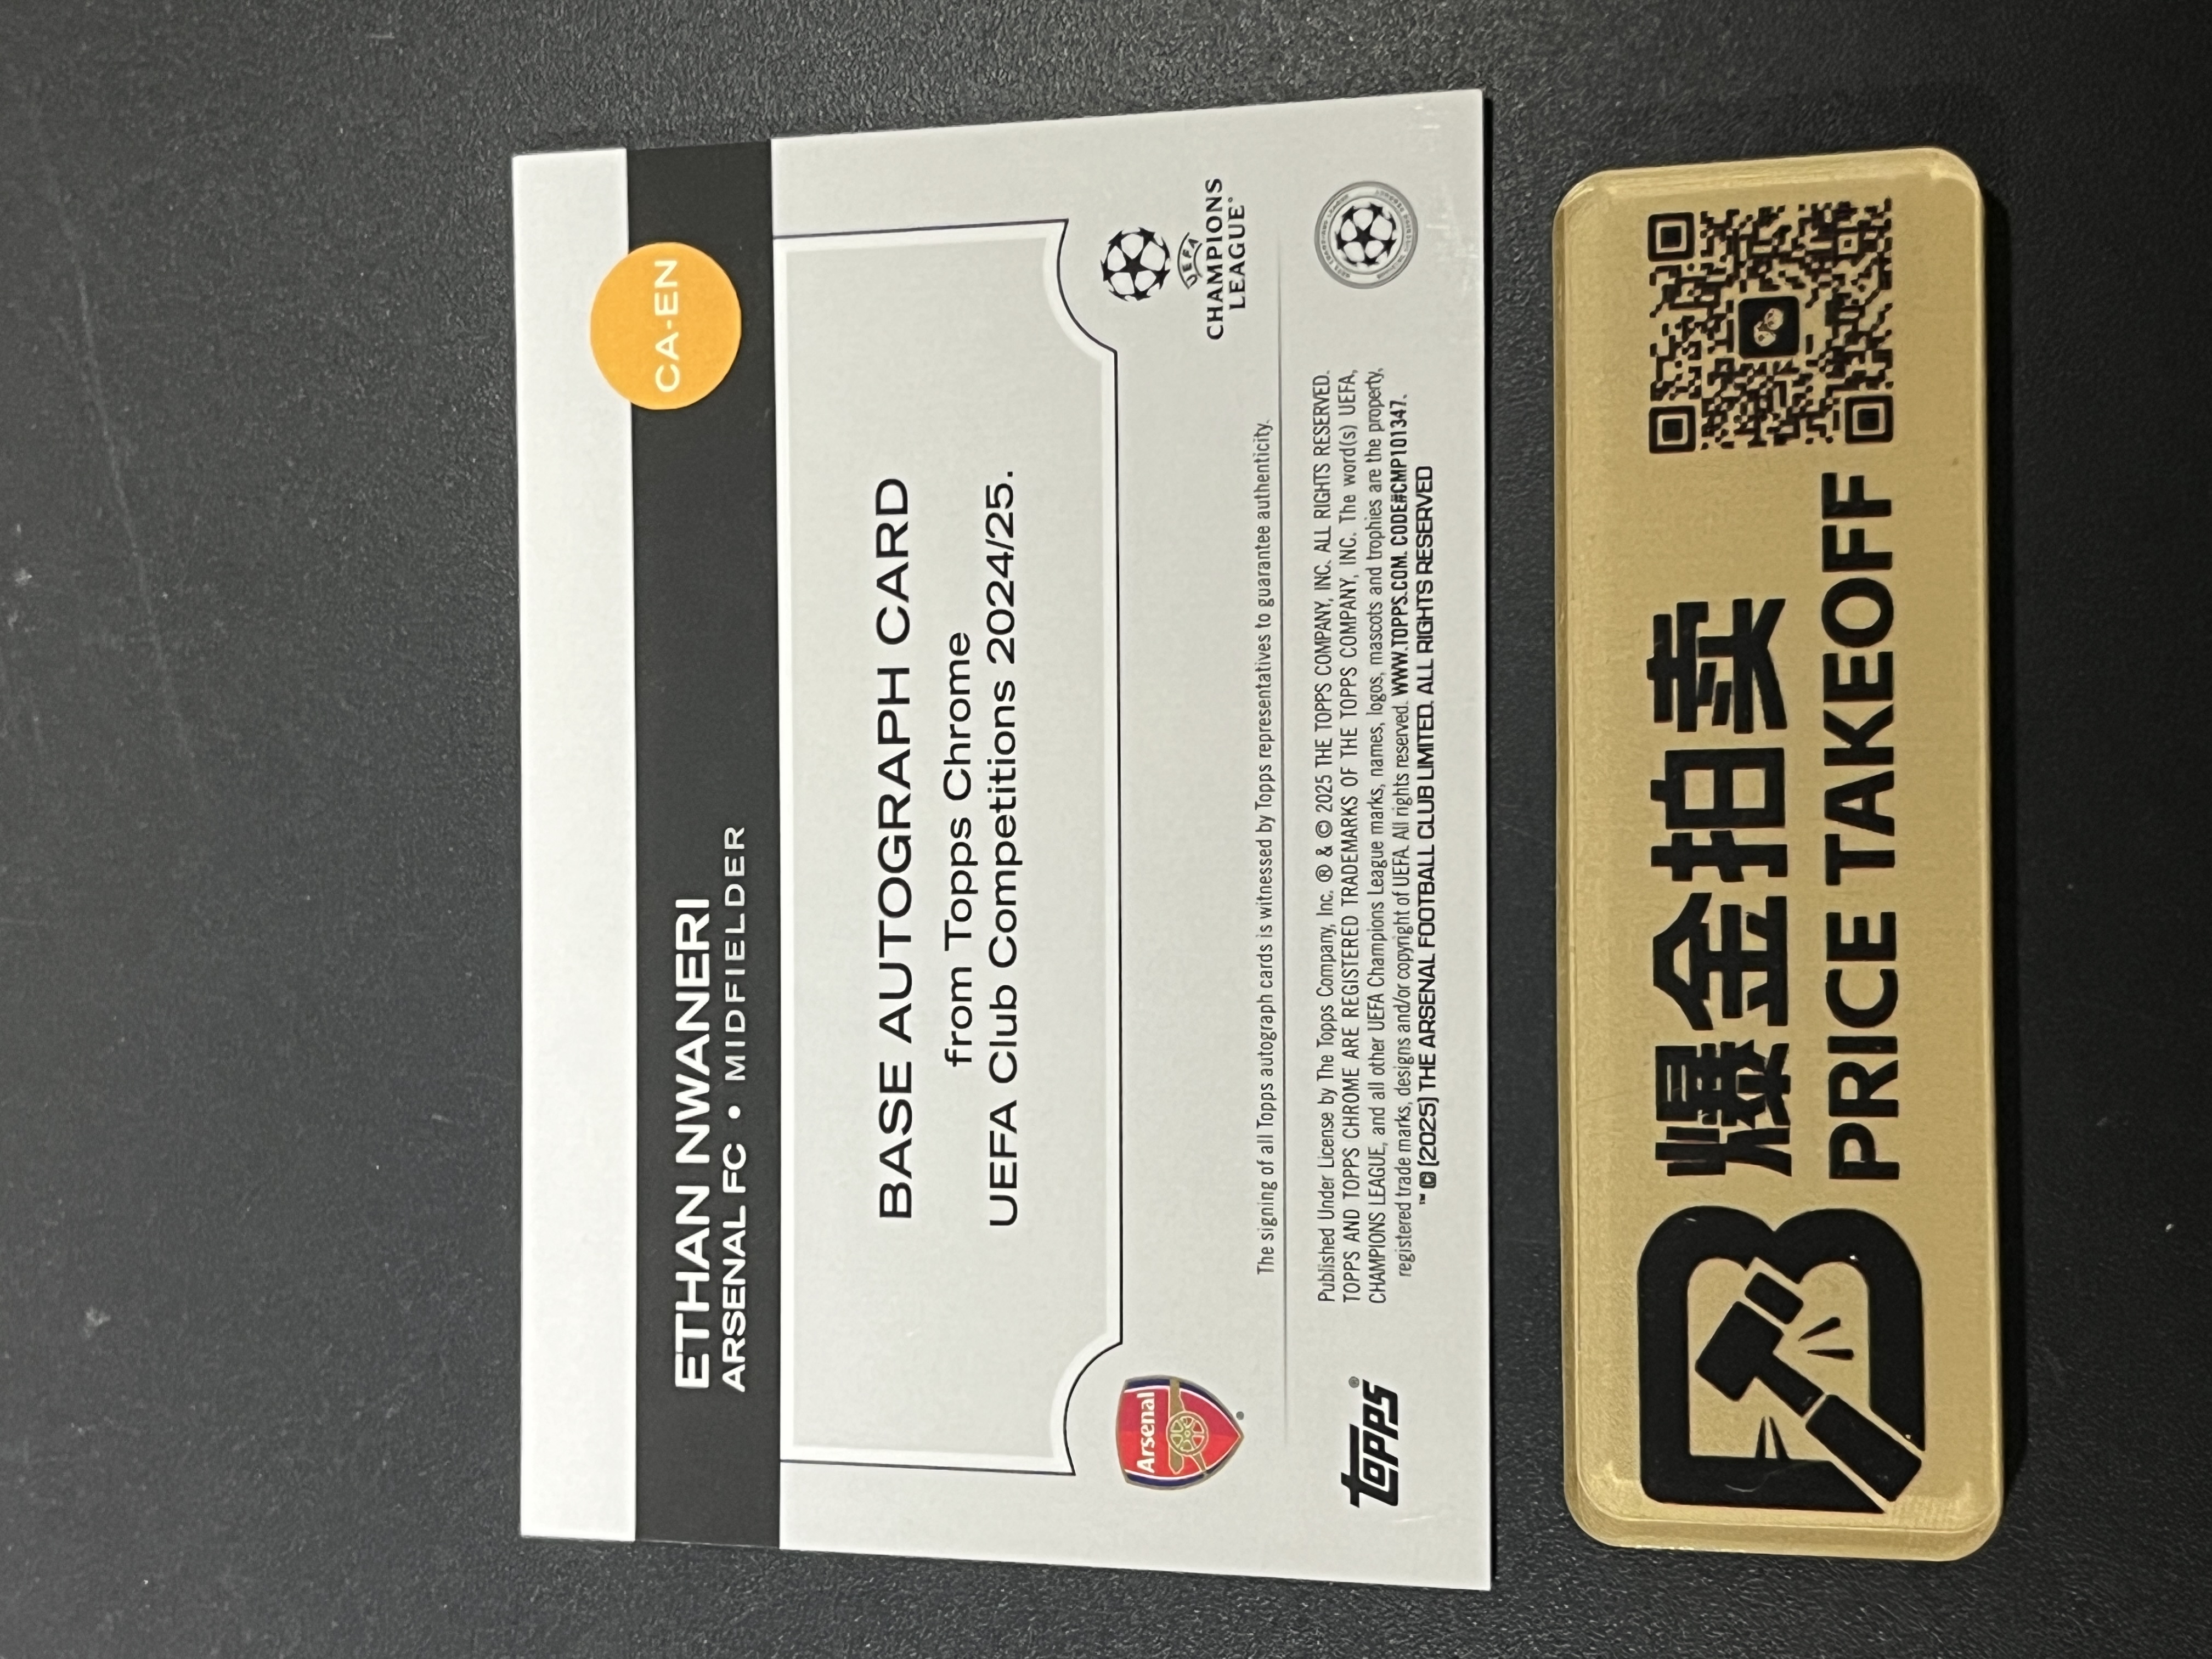 CA-EN
ETHAN NWANERI
ARSENAL FC • MIDFIELDER
BASE AUTOGRAPH CARD
from Topps Chrome
UEFA Club Competitions 2024/25.
Arsenal
UEFA
CHAMPIONS
LEAGUE®
The signing of all Topps autograph cards is witnessed by Topps representatives to guarantee authenticity.
topps®
Published Under License by The Topps Company, Inc. ® & © 2025 THE TOPPS COMPANY, INC. ALL RIGHTS RESERVED.
TOPPS AND TOPPS CHROME ARE REGISTERED TRADEMARKS OF THE TOPPS COMPANY, INC. The word(s) UEFA,
CHAMPIONS LEAGUE, and all other UEFA Champions League marks, names, logos, mascots and trophies are the property,
registered trade marks, designs and/or copyright of UEFA. All rights reserved. WWW.TOPPS.COM. CODE#CMP101347.
™ © [2025] THE ARSENAL FOOTBALL CLUB LIMITED. ALL RIGHTS RESERVED
爆金拍卖
PRICE TAKEOFF